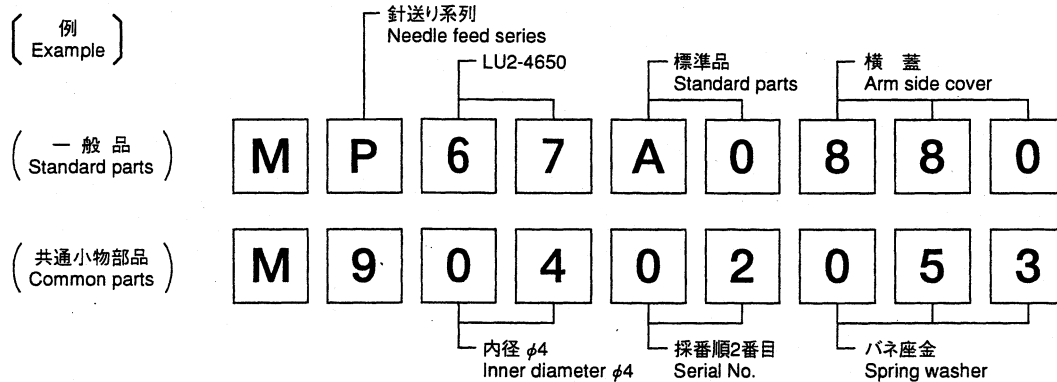 例
Example
針送り系列
Needle feed series
LU2-4650
標準品
Standard parts
横 蓋
Arm side cover
一 般 品
Standard parts
M P 6 7 A 0 8 8 0
共通小物部品
Common parts
M 9 0 4 0 2 0 5 3
内径 φ4
Inner diameter φ4
採番順2番目
Serial No.
バネ座金
Spring washer